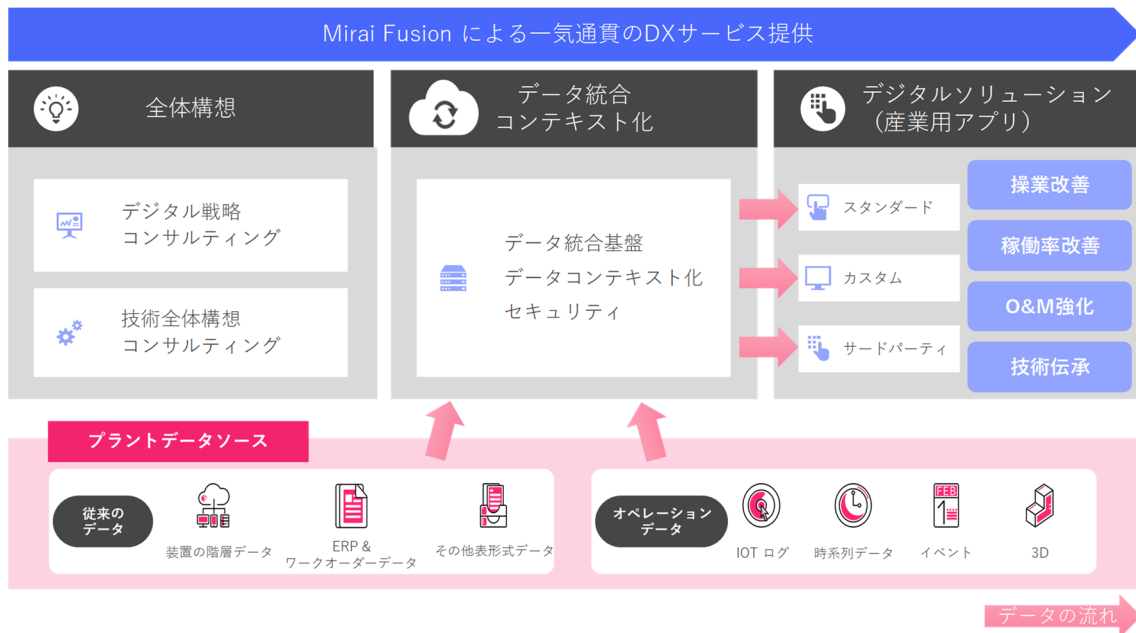 Mirai Fusion による一気通貫のDXサービス提供
全体構想
デジタル戦略
コンサルティング
技術全体構想
コンサルティング
データ統合
コンテキスト化
データ統合基盤
データコンテキスト化
セキュリティ
デジタルソリューション
（産業用アプリ）
スタンダード
カスタム
サードパーティ
操業改善
稼働率改善
O&M強化
技術伝承
プラントデータソース
従来の
データ
装置の階層データ
ERP &
ワークオーダーデータ
その他表形式データ
オペレーション
データ
IOT ログ
時系列データ
FEB
1
イベント
3D
データの流れ